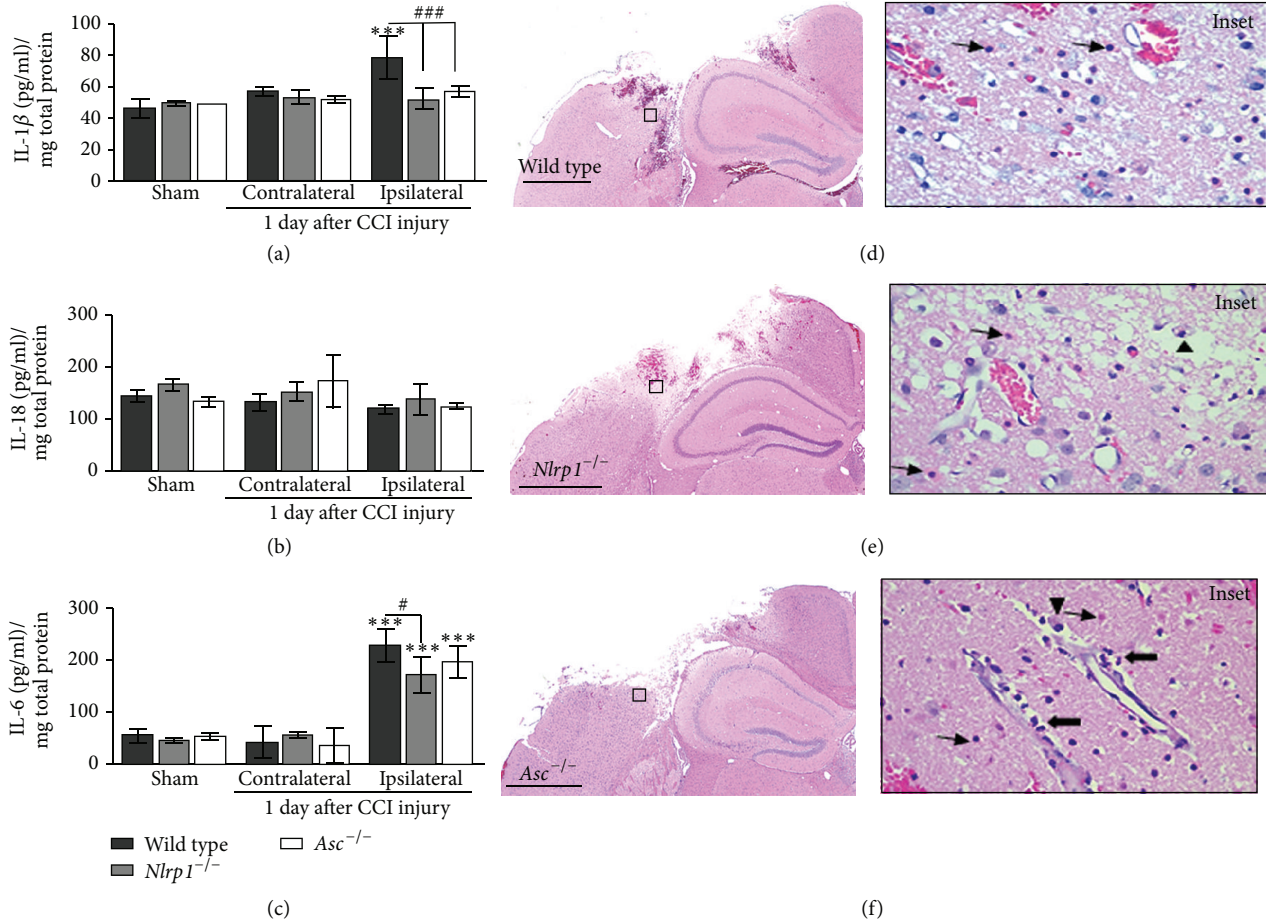 ###
***
100
80
60
40
20
0
IL-1β (pg/ml)/
mg total protein
Sham
Contralateral
Ipsilateral
1 day after CCI injury
(a)
Wild type
Inset
(d)
300
200
100
0
IL-18 (pg/ml)/
mg total protein
Sham
Contralateral
Ipsilateral
1 day after CCI injury
(b)
Nlrp1−/−
Inset
(e)
300
200
100
0
IL-6 (pg/ml)/
mg total protein
#
***
***
***
Sham
Contralateral
Ipsilateral
1 day after CCI injury
Wild type
Asc−/−
Nlrp1−/−
(c)
Asc−/−
Inset
(f)